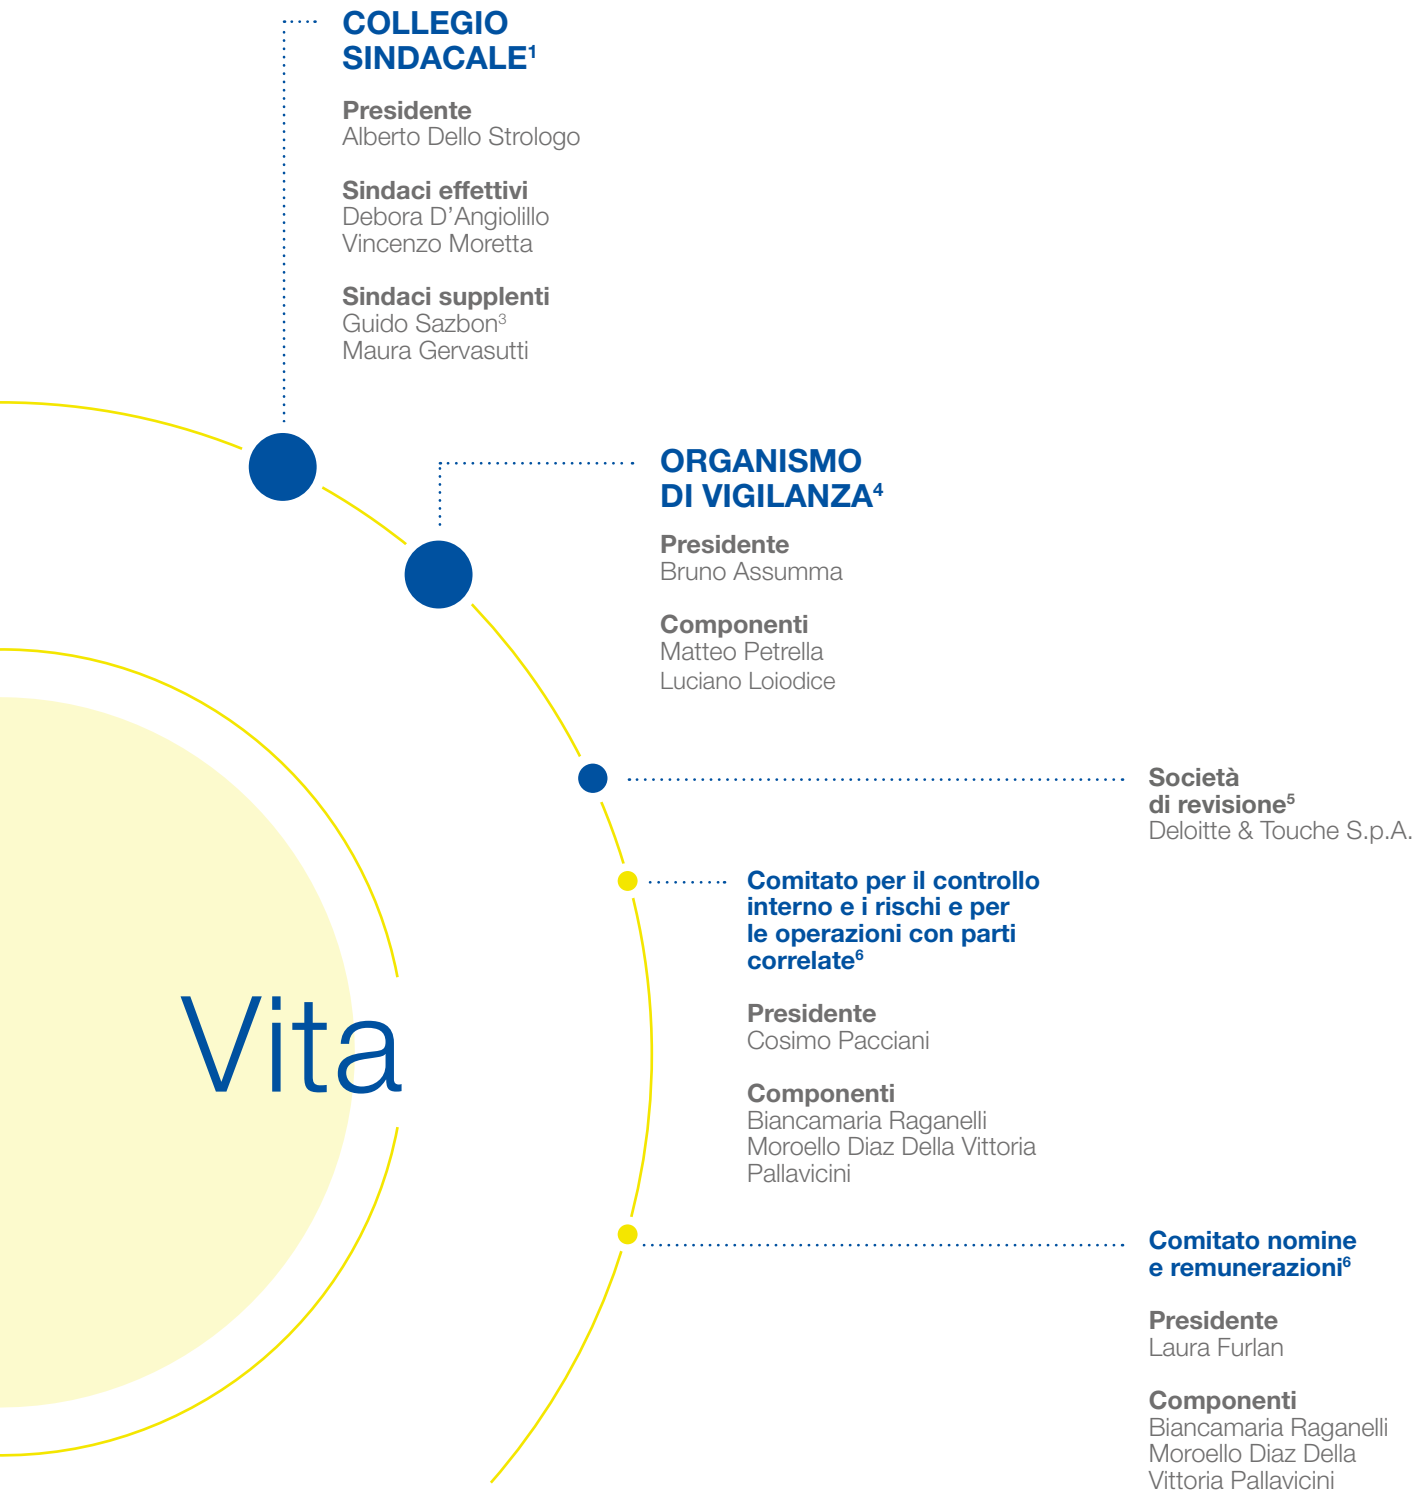 COLLEGIO
SINDACALE¹
Presidente
Alberto Dello Strologo
Sindaci effettivi
Debora D’Angiolillo
Vincenzo Moretta
Sindaci supplenti
Guido Sazbon³
Maura Gervasutti
ORGANISMO
DI VIGILANZA⁴
Presidente
Bruno Assumma
Componenti
Matteo Petrella
Luciano Loiodice
Società
di revisione⁵
Deloitte & Touche S.p.A.
Comitato per il controllo
interno e i rischi e per
le operazioni con parti
correlate⁶
Presidente
Cosimo Pacciani
Componenti
Biancamaria Raganelli
Moroello Diaz Della Vittoria
Pallavicini
Vita
Comitato nomine
e remunerazioni⁶
Presidente
Laura Furlan
Componenti
Biancamaria Raganelli
Moroello Diaz Della
Vittoria Pallavicini